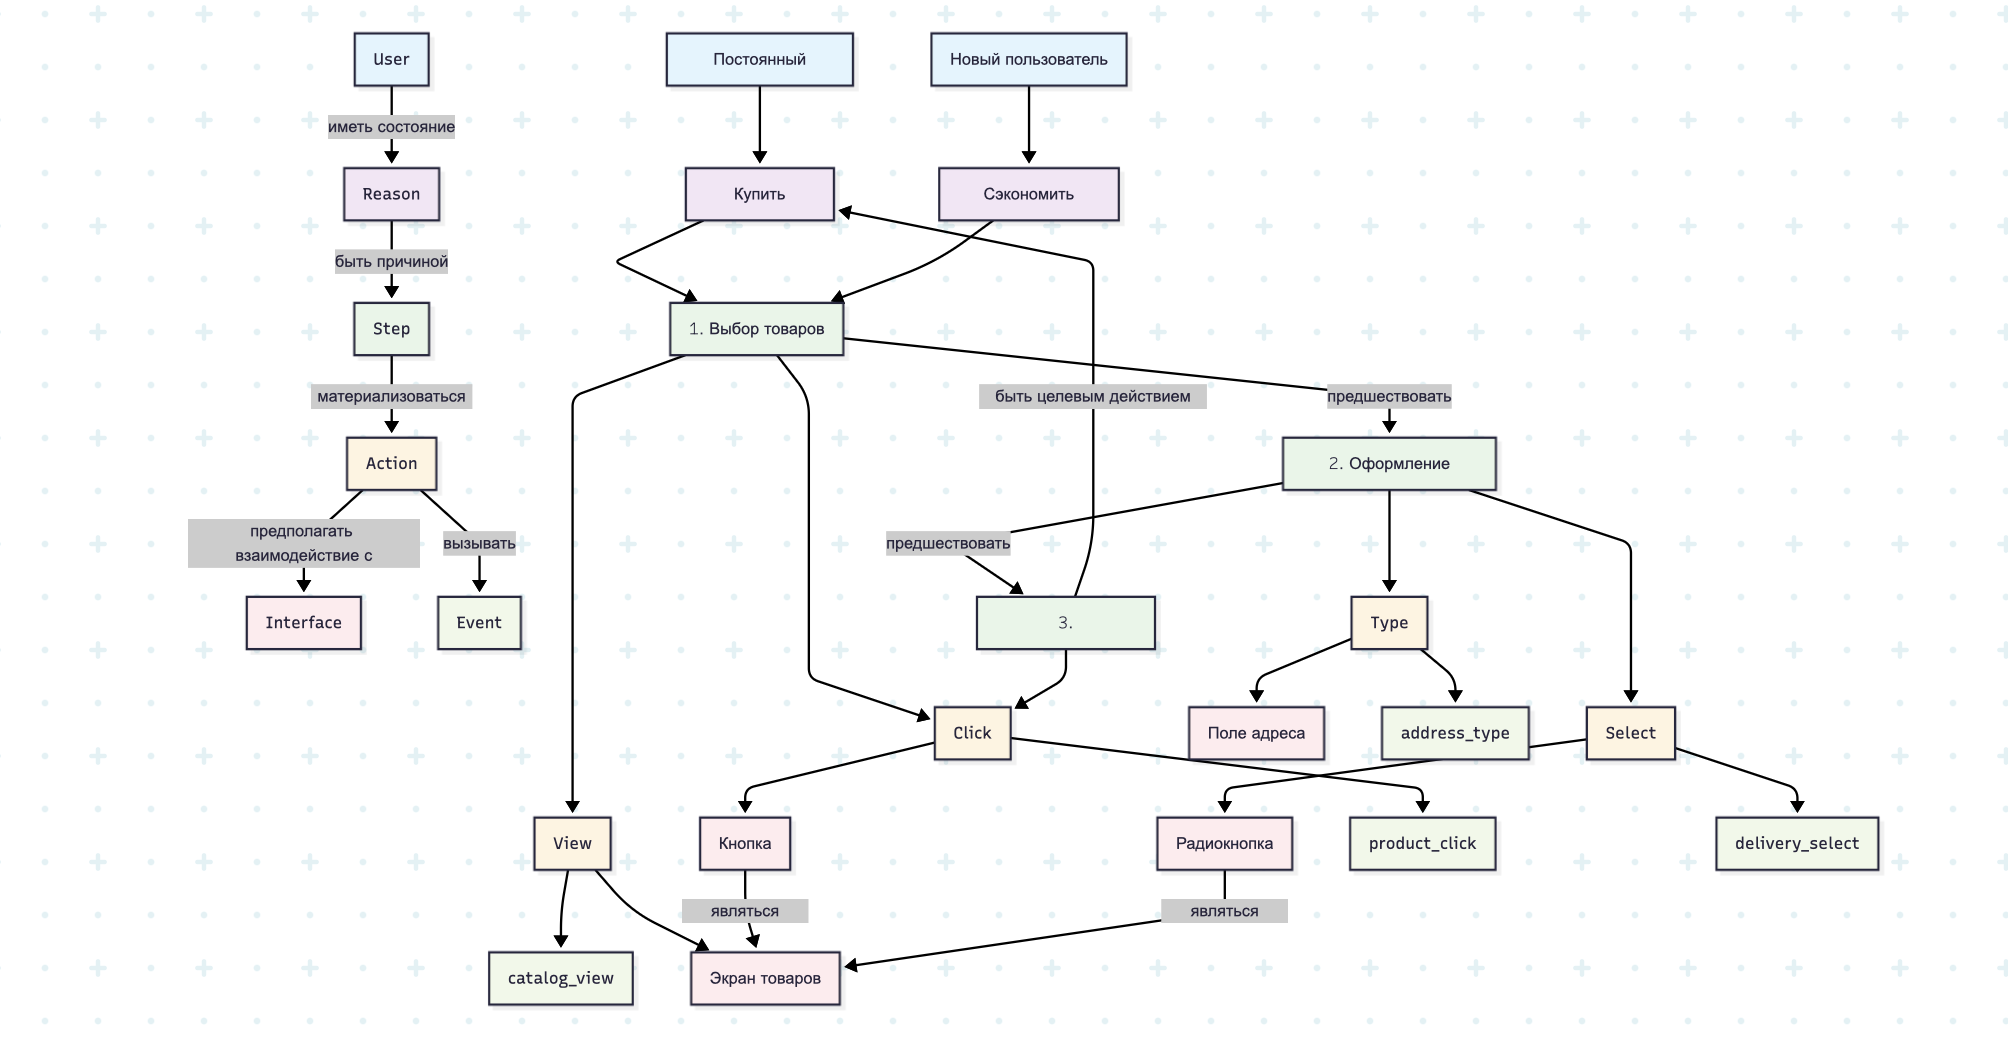 User
Постоянный
Новый пользователь
иметь состояние
Reason
Купить
Сэкономить
быть причиной
Step
1. Выбор товаров
материализоваться
быть целевым действием
предшествовать
Action
2. Оформление
предполагать
взаимодействие с
вызывать
предшествовать
Interface
Event
3.
Type
Click
Поле адреса
address_type
Select
View
Кнопка
Радиокнопка
product_click
delivery_select
являться
являться
catalog_view
Экран товаров